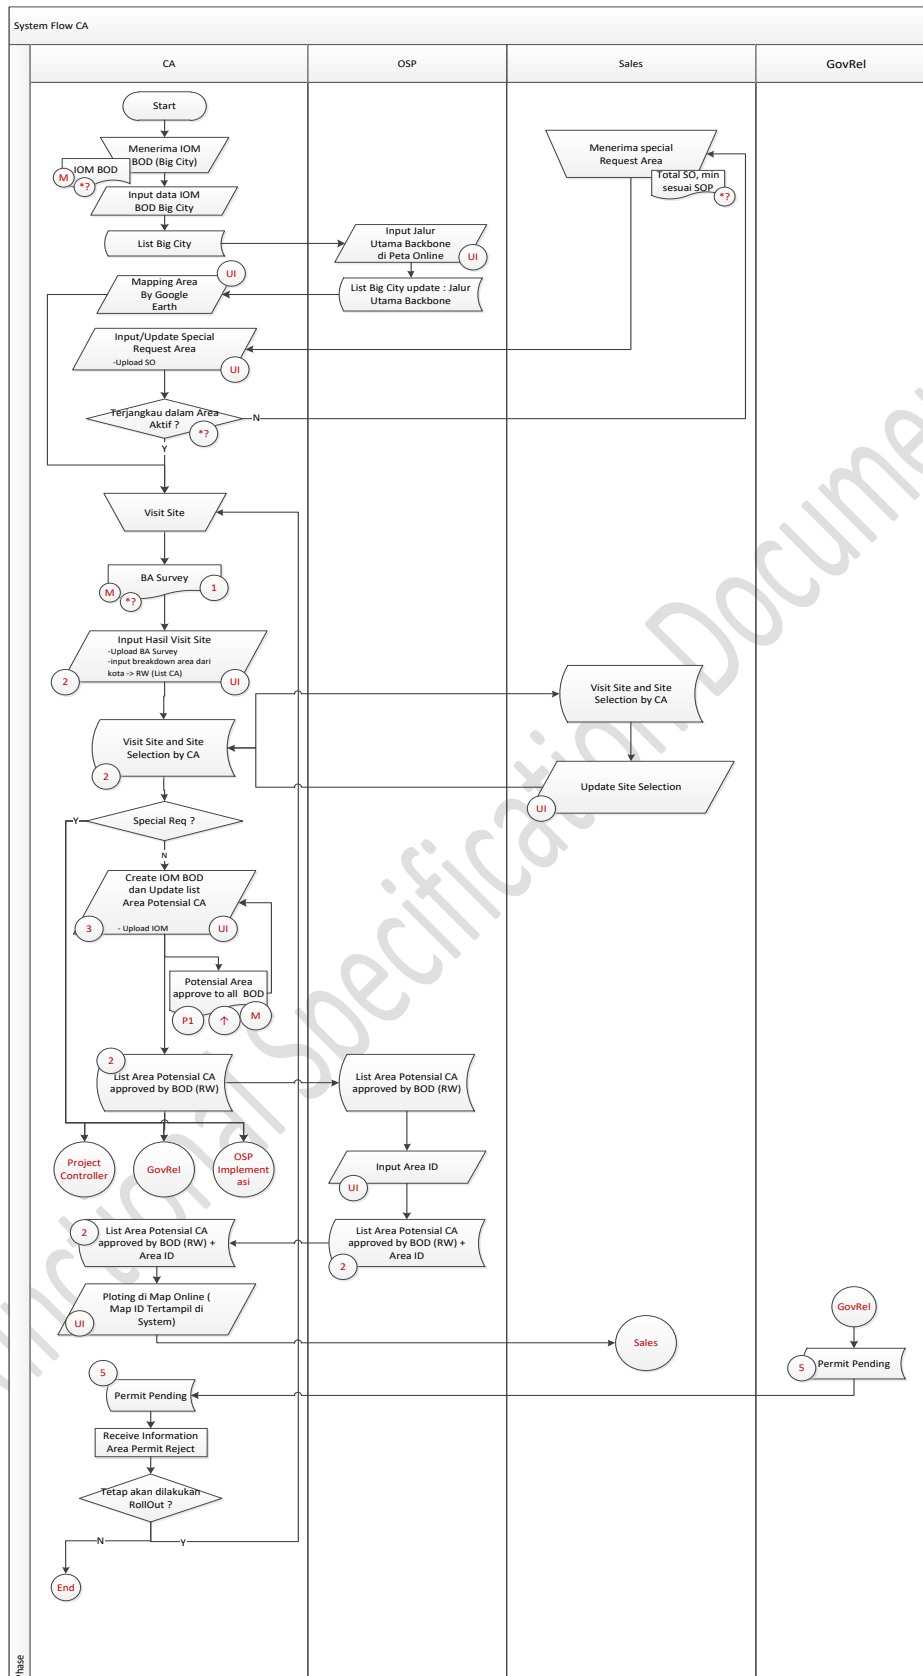 System Flow CA
CA
OSP
Sales
GovRel
Start
Menerima IOM
BOD (Big City)
IOM BOD
M
*?
Input data IOM
BOD Big City
List Big City
Input Jalur
Utama Backbone
di Peta Online
UI
List Big City update : Jalur
Utama Backbone
Menerima special
Request Area
Total SO, min
sesuai SOP
*?
UI
Mapping Area
By Google
Earth
Input/Update Special
Request Area
-Upload SO
UI
Terjangkau dalam Area
Aktif ?
*?
N
Y
Visit Site
BA Survey
M
*?
1
Input Hasil Visit Site
-Upload BA Survey
-input breakdown area dari
kota -> RW (List CA)
2
UI
Visit Site and Site
Selection by CA
Visit Site and Site
Selection by CA
2
Update Site Selection
UI
Special Req ?
Y
N
Create IOM BOD
dan Update list
Area Potensial CA
- Upload IOM
3
UI
Potensial Area
approve to all BOD
P1
↑
M
2
List Area Potensial CA
approved by BOD (RW)
List Area Potensial CA
approved by BOD (RW)
Project
Controller
GovRel
OSP
Implement
asi
Input Area ID
UI
2
List Area Potensial CA
approved by BOD (RW) +
Area ID
List Area Potensial CA
approved by BOD (RW) +
Area ID
2
Ploting di Map Online (
Map ID Tertampil di
System)
UI
Sales
GovRel
5
Permit Pending
5
Permit Pending
Receive Information
Area Permit Reject
Tetap akan dilakukan
RollOut ?
N
Y
End
Phase
Functional Specification Document